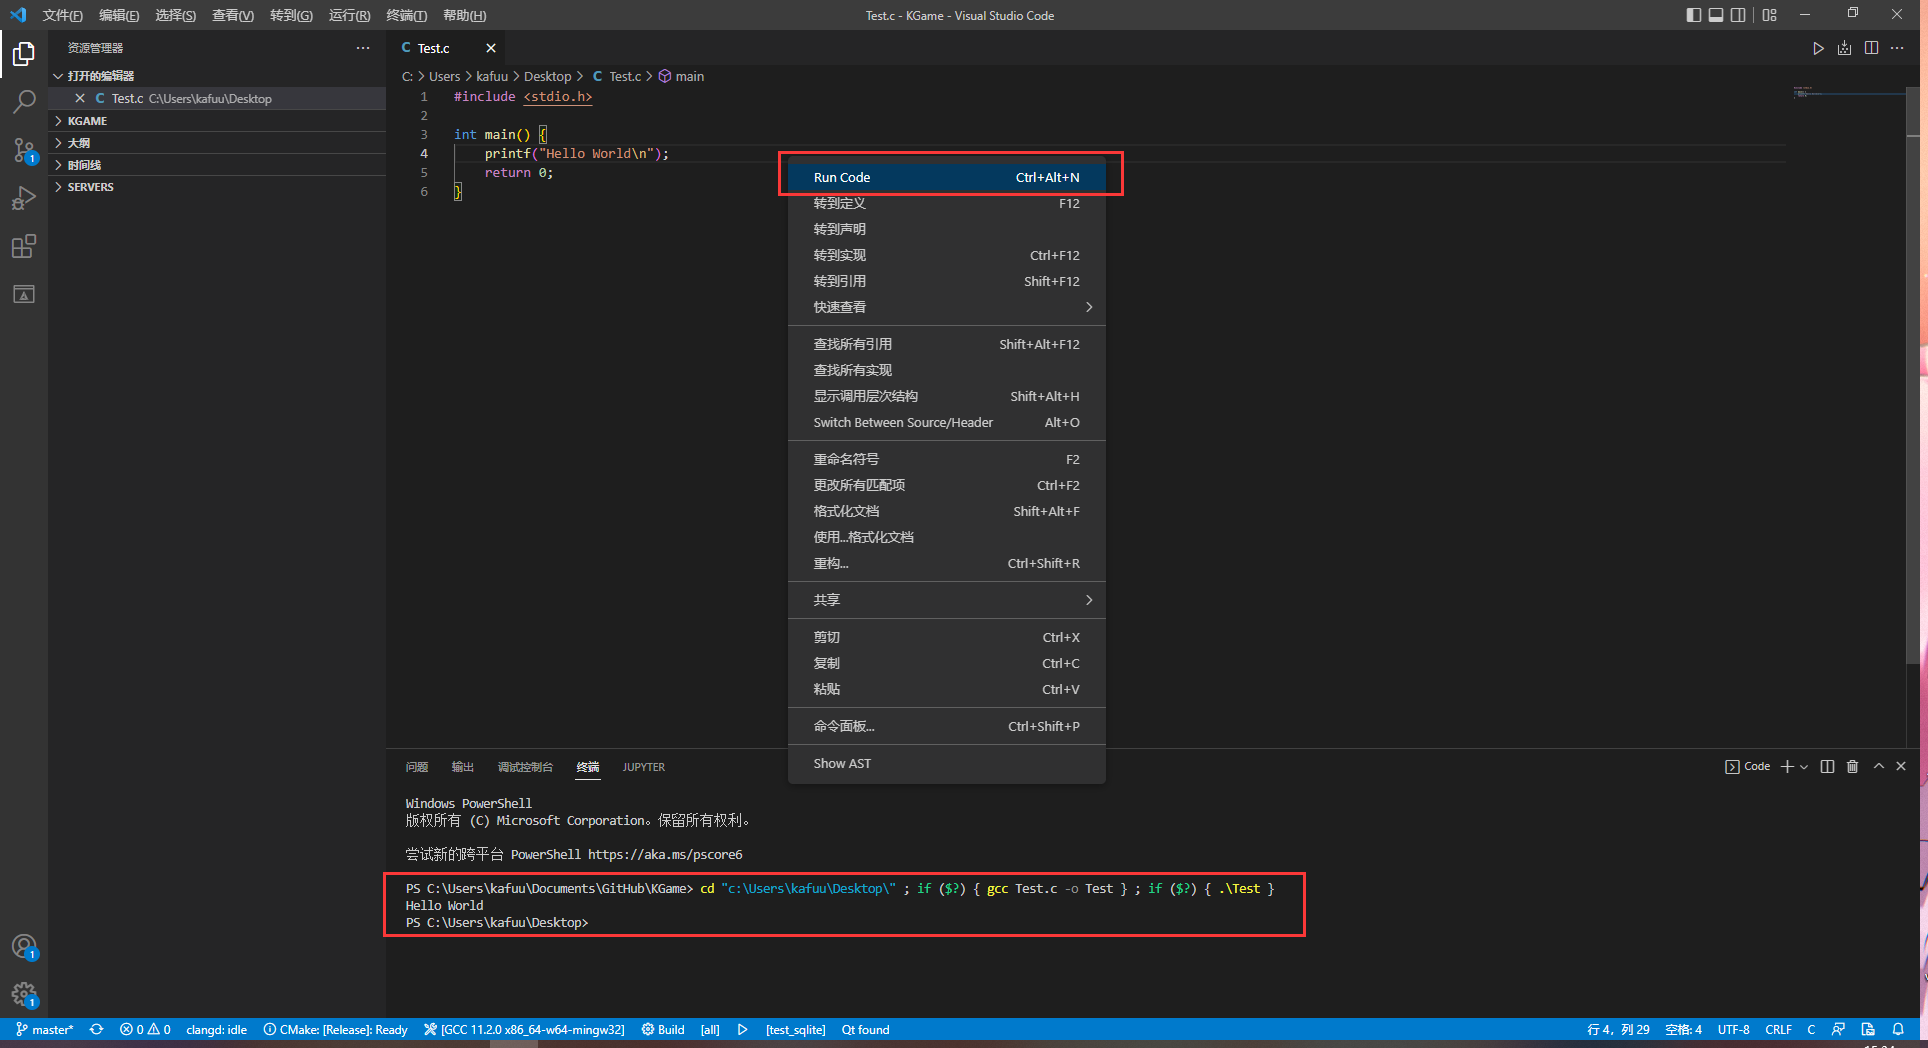 文件(F) 编辑(E) 选择(S) 查看(V) 转到(G) 运行(R) 终端(T) 帮助(H) Test.c - KGame - Visual Studio Code
资源管理器 ···
打开的编辑器
Test.c C:\Users\kafuu\Desktop
KGAME
大纲
时间线
SERVERS
C Test.c
C: > Users > kafuu > Desktop > C Test.c > main
1 #include <stdio.h>
2
3 int main() {
4 printf("Hello World\n");
5 return 0;
6 }
Run Code Ctrl+Alt+N
转到定义 F12
转到声明
转到实现 Ctrl+F12
转到引用 Shift+F12
快速查看
查找所有引用 Shift+Alt+F12
查找所有实现
显示调用层次结构 Shift+Alt+H
Switch Between Source/Header Alt+O
重命名符号 F2
更改所有匹配项 Ctrl+F2
格式化文档 Shift+Alt+F
使用...格式化文档
重构... Ctrl+Shift+R
共享
剪切 Ctrl+X
复制 Ctrl+C
粘贴 Ctrl+V
命令面板... Ctrl+Shift+P
Show AST
问题 输出 调试控制台 终端 JUPYTER Code
Windows PowerShell
版权所有 (C) Microsoft Corporation。保留所有权利。
尝试新的跨平台 PowerShell https://aka.ms/pscore6
PS C:\Users\kafuu\Documents\GitHub\KGame> cd "c:\Users\kafuu\Desktop\" ; if ($?) { gcc Test.c -o Test } ; if ($?) { .\Test }
Hello World
PS C:\Users\kafuu\Desktop>
1
1
1
master* 0 0 clangd: idle CMake: [Release]: Ready [GCC 11.2.0 x86_64-w64-mingw32] Build [all] [test_sqlite] Qt found 行 4，列 29 空格: 4 UTF-8 CRLF C